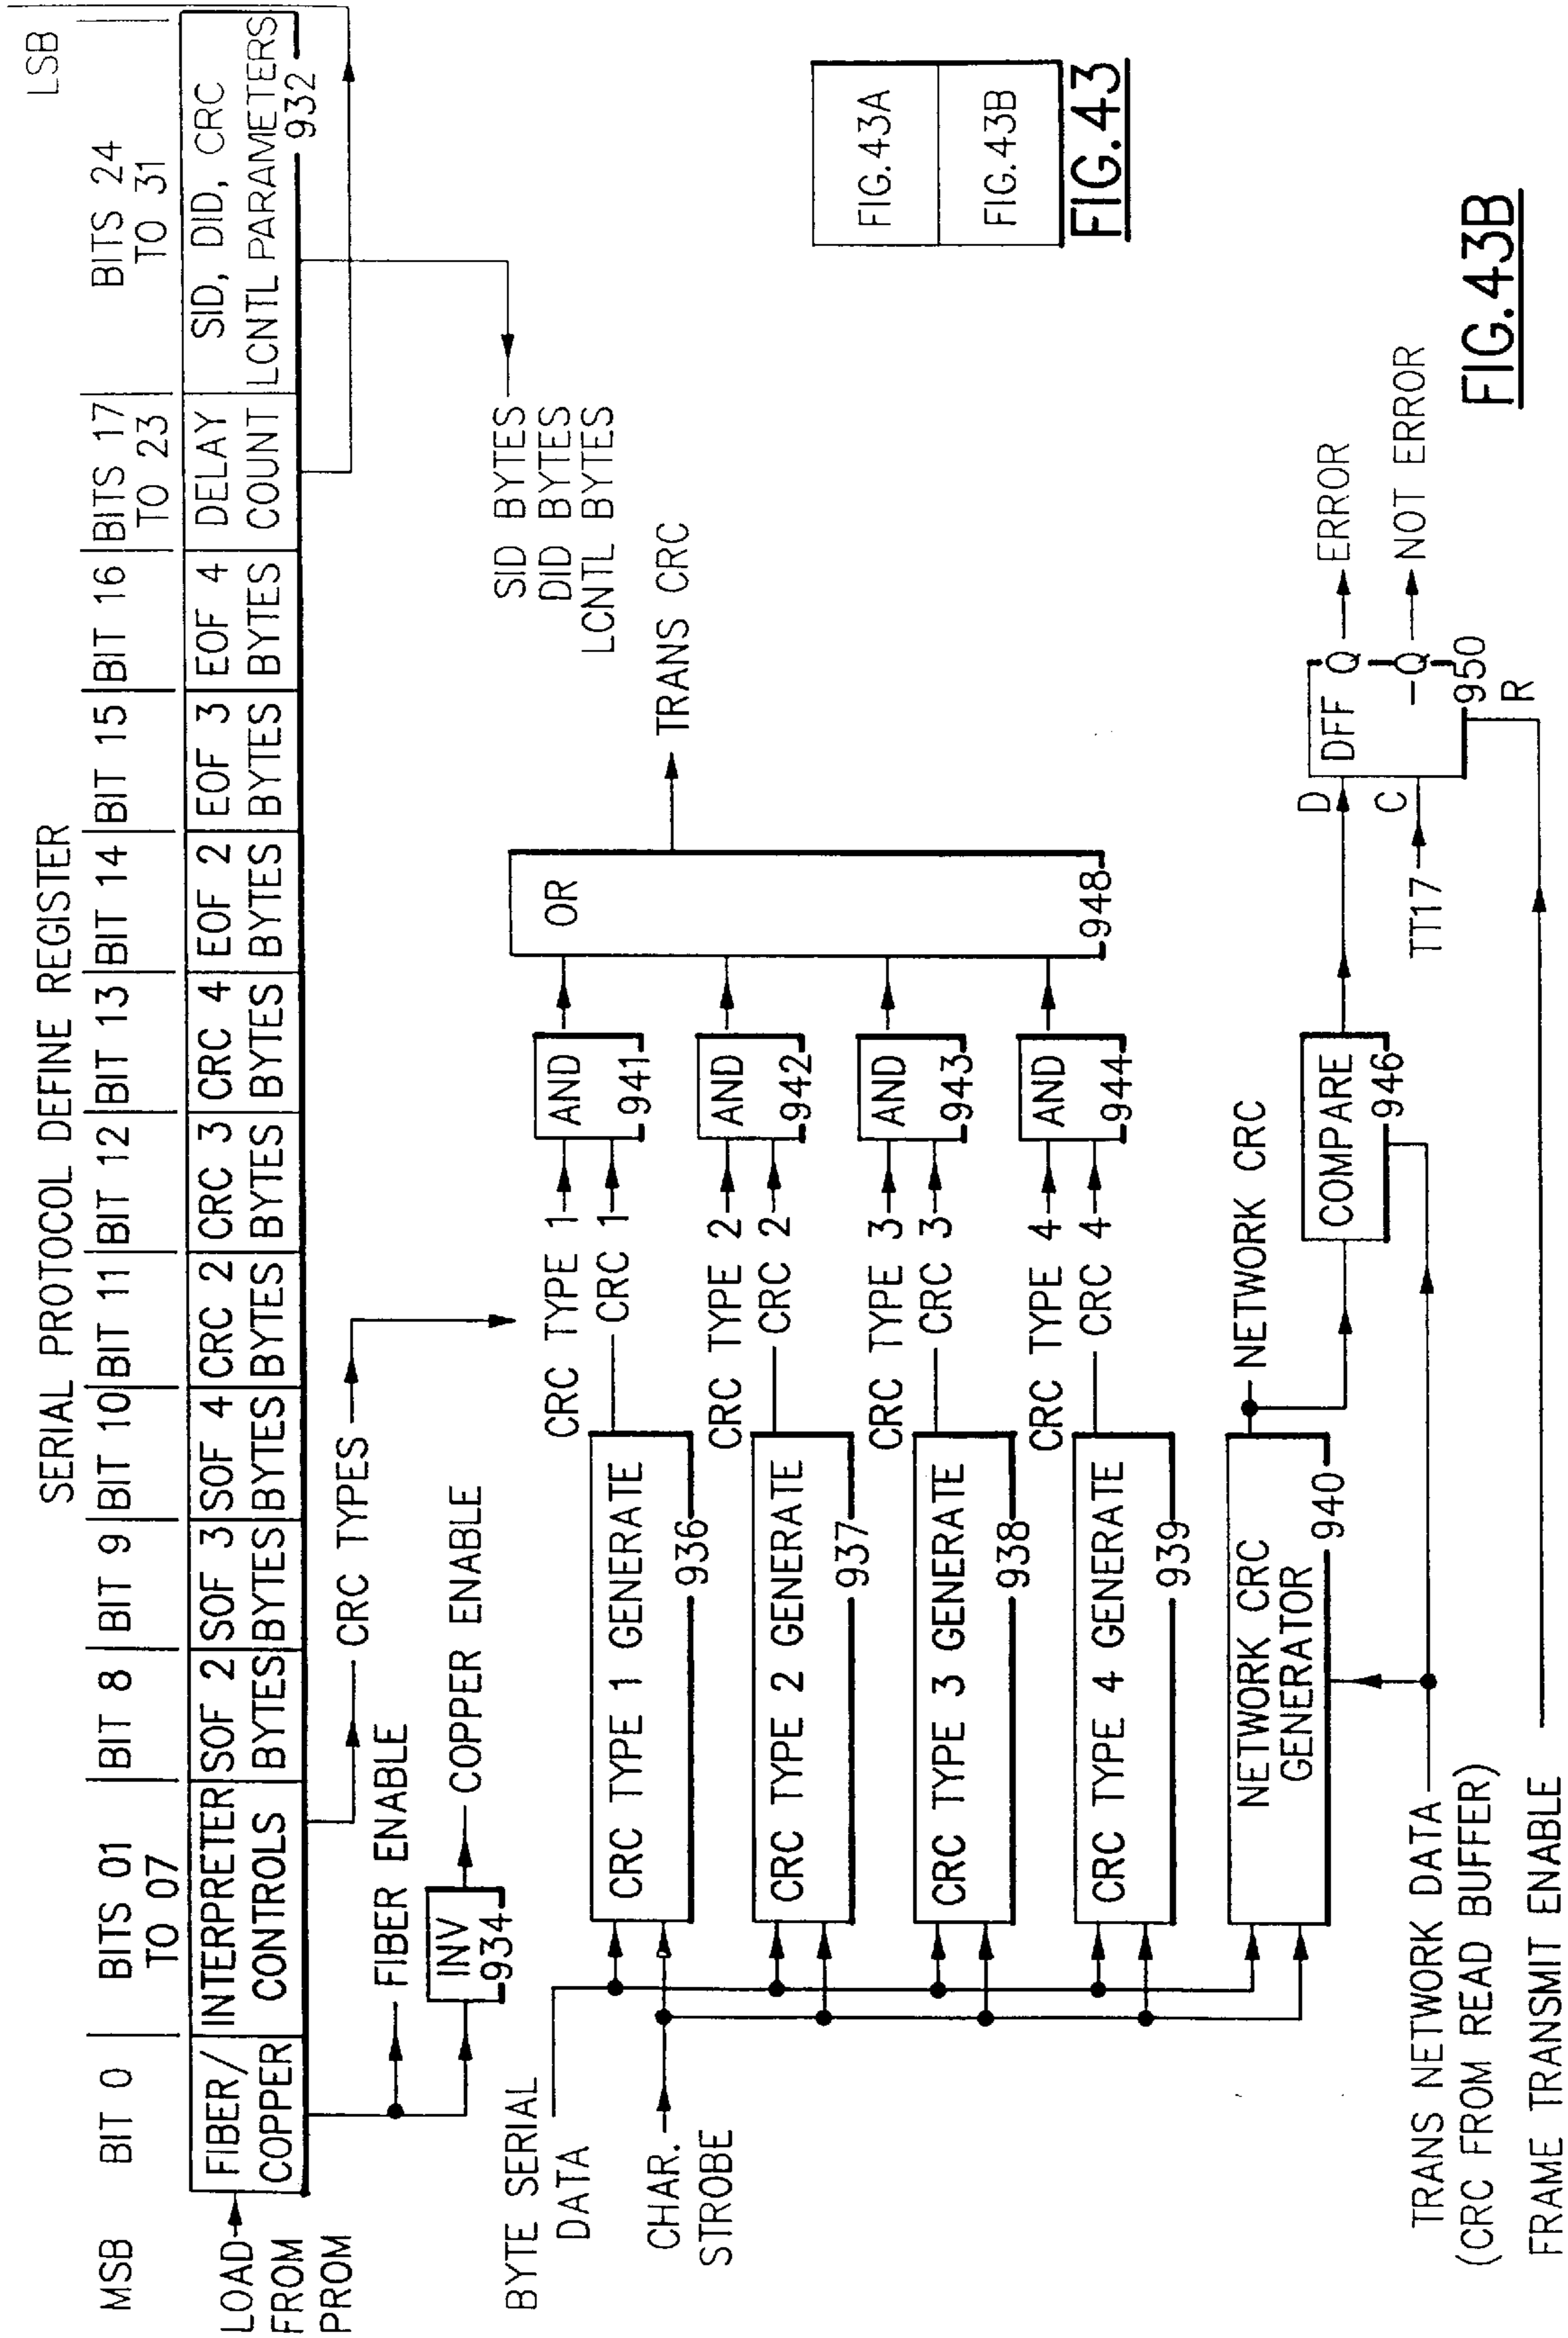 SERIAL PROTOCOL DEFINE REGISTER
MSB
BIT 0
BITS 01
TO 07
BIT 8
BIT 9
BIT 10
BIT 11
BIT 12
BIT 13
BIT 14
BIT 15
BIT 16
BITS 17
TO 23
BITS 24
TO 31
LSB
LOAD
FROM
PROM
FIBER/
COPPER
INTERPRETER
CONTROLS
SOF 2
BYTES
SOF 3
BYTES
SOF 4
BYTES
CRC 2
BYTES
CRC 3
BYTES
CRC 4
BYTES
EOF 2
BYTES
EOF 3
BYTES
EOF 4
BYTES
DELAY
COUNT
SID, DID, CRC
LCNTL PARAMETERS
932
CRC TYPES
FIBER ENABLE
INV
934
COPPER ENABLE
SID BYTES
DID BYTES
LCNTL BYTES
BYTE SERIAL
DATA
CHAR.
STROBE
CRC TYPE 1 GENERATE
936
CRC TYPE 1
CRC 1
AND
941
CRC TYPE 2 GENERATE
937
CRC TYPE 2
CRC 2
AND
942
CRC TYPE 3 GENERATE
938
CRC TYPE 3
CRC 3
AND
943
CRC TYPE 4 GENERATE
939
CRC TYPE 4
CRC 4
AND
944
OR
948
TRANS CRC
NETWORK CRC
GENERATOR
940
NETWORK CRC
COMPARE
946
D
C
TT17
DFF
Q
-Q
950
R
ERROR
NOT ERROR
TRANS NETWORK DATA
(CRC FROM READ BUFFER)
FRAME TRANSMIT ENABLE
FIG.43A
FIG.43B
FIG.43
FIG.43B